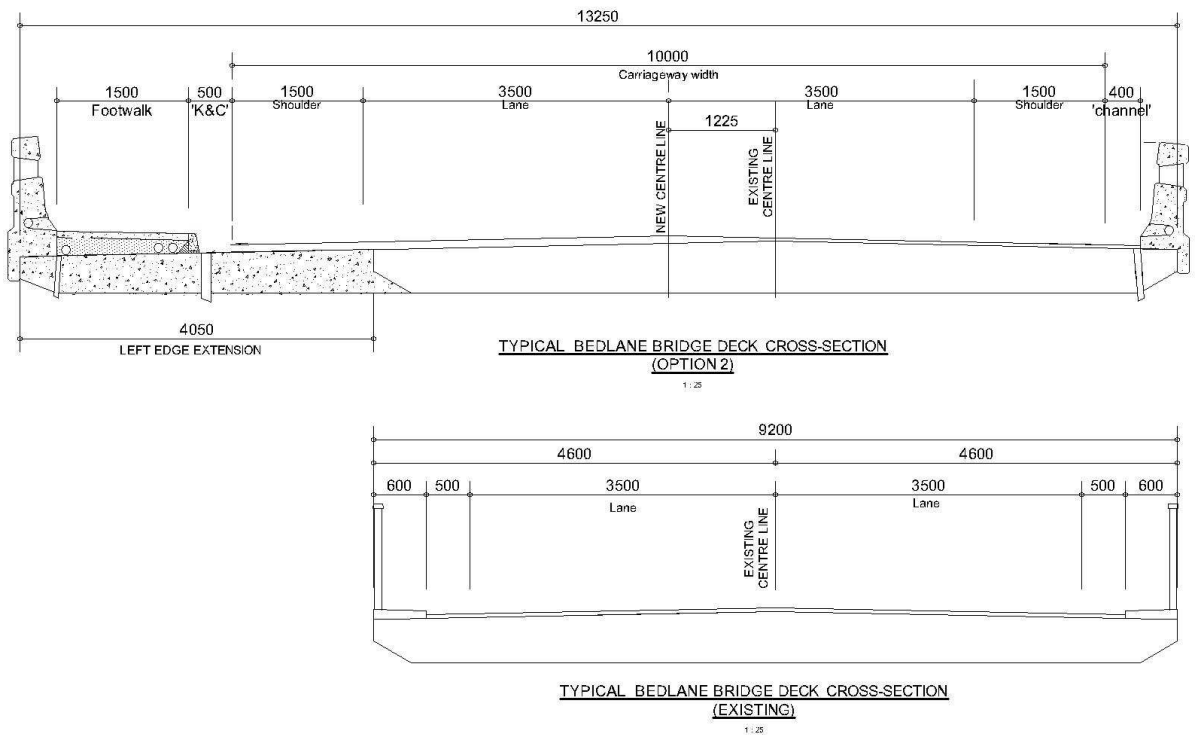 13250
10000
Carriageway width
1500 500 1500 3500 3500 1500 400
Footwalk 'K&C' Shoulder Lane Lane Shoulder 'channel'
1225
NEW CENTRE LINE
EXISTING
CENTRE LINE
4050
LEFT EDGE EXTENSION
TYPICAL BEDLANE BRIDGE DECK CROSS-SECTION
(OPTION 2)
1 : 25
9200
4600 4600
600 500 3500 3500 500 600
Lane Lane
EXISTING
CENTRE LINE
TYPICAL BEDLANE BRIDGE DECK CROSS-SECTION
(EXISTING)
1 : 25